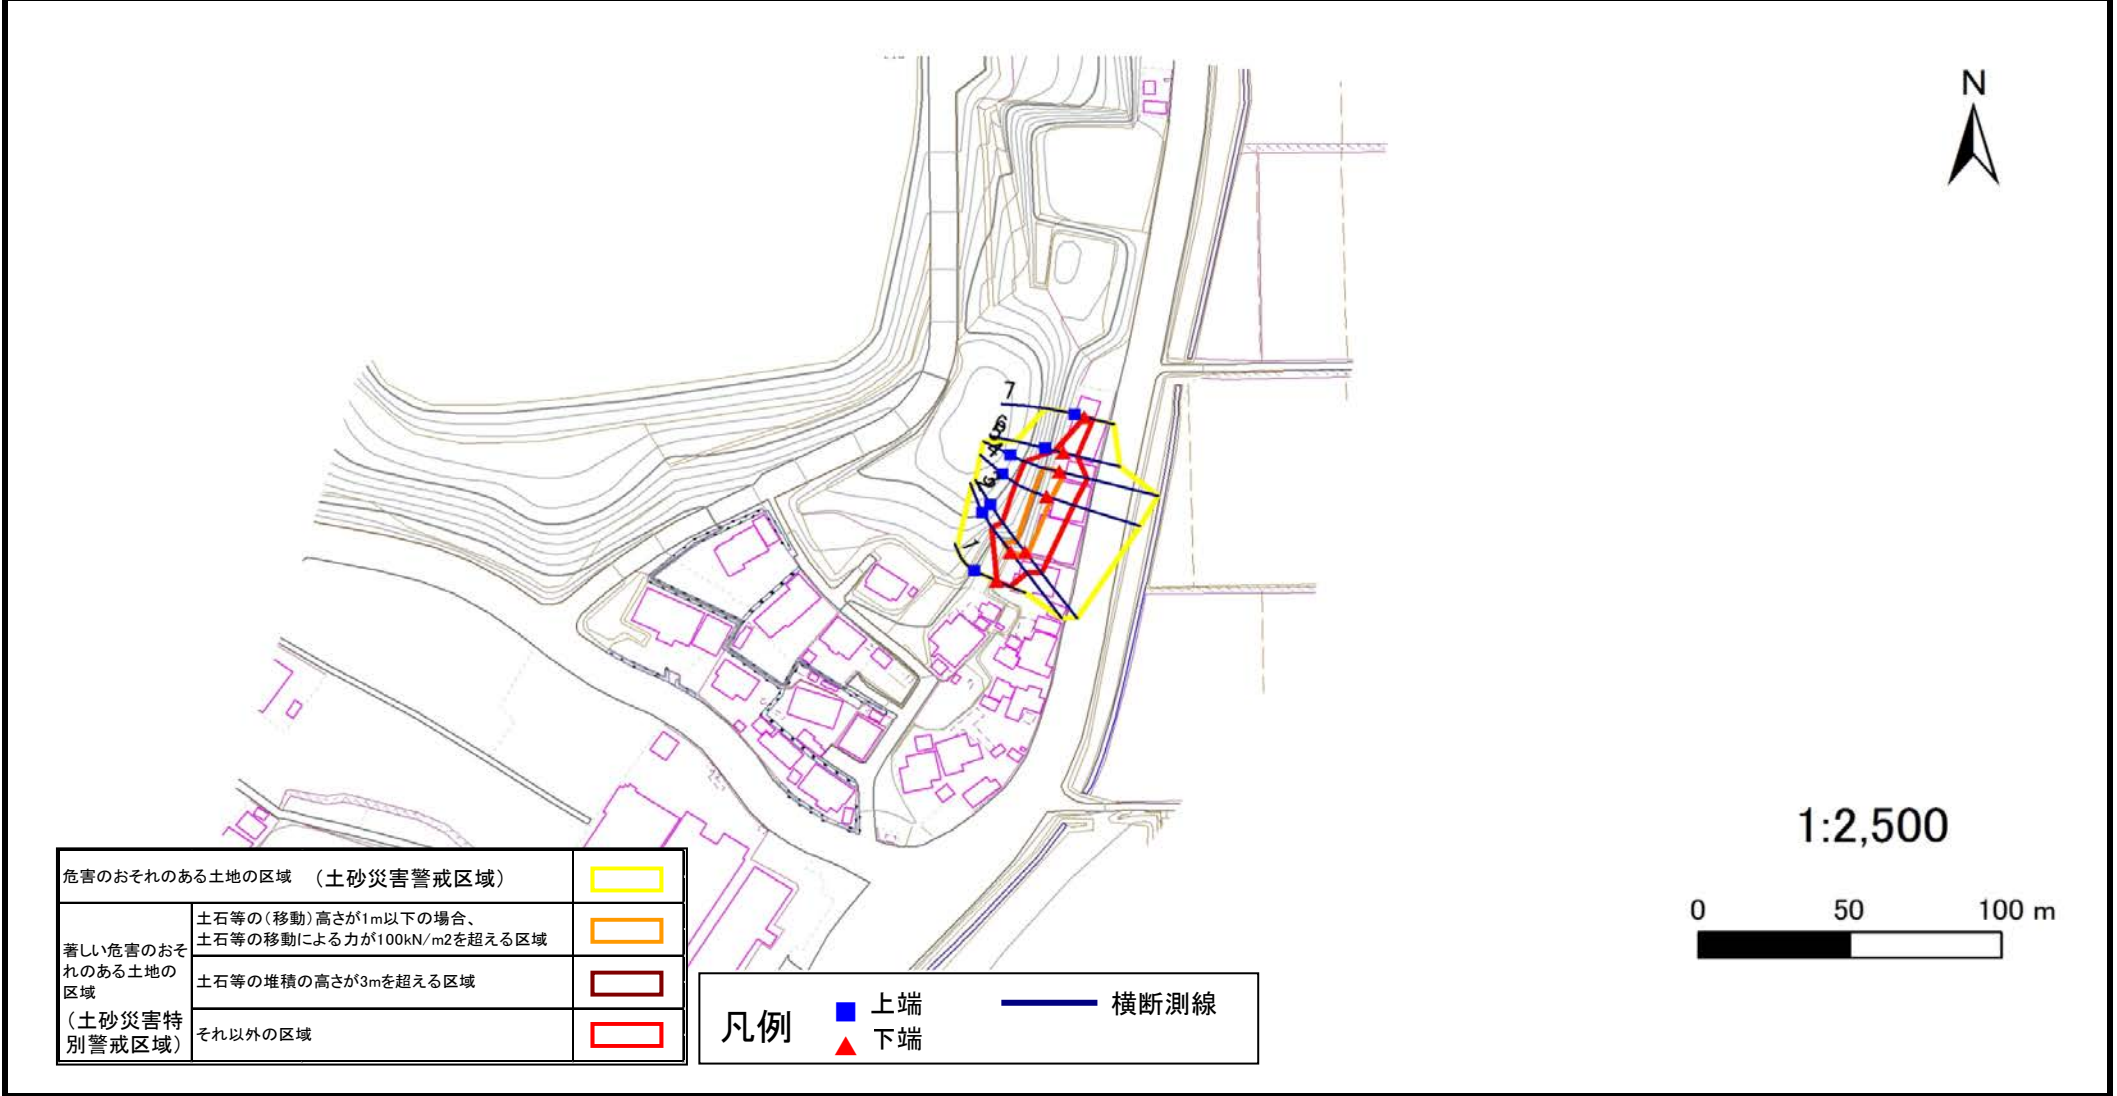 N
7
6
5
4
3
2
1
1:2,500
0 50 100 m
危害のおそれのある土地の区域 （土砂災害警戒区域）
著しい危害のおそ
れのある土地の
区域
（土砂災害特
別警戒区域）
土石等の（移動）高さが1m以下の場合、
土石等の移動による力が100kN/m2を超える区域
土石等の堆積の高さが3mを超える区域
それ以外の区域
凡例
上端
下端
横断測線